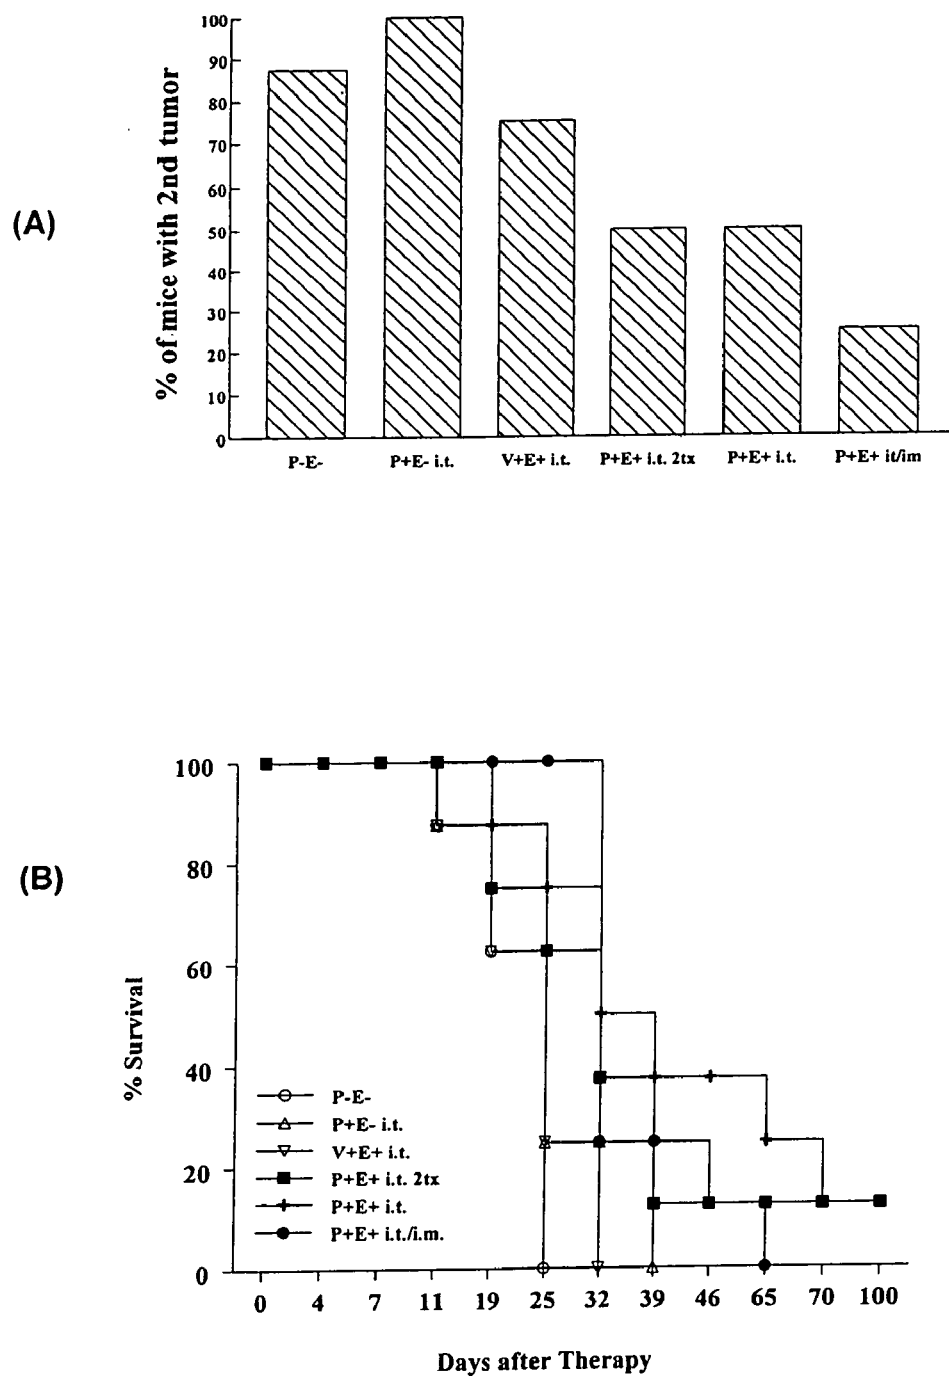 (A)
% of mice with 2nd tumor
100
90
80
70
60
50
40
30
20
10
0
P-E-
P+E- i.t.
V+E+ i.t.
P+E+ i.t. 2tx
P+E+ i.t.
P+E+ it/im
(B)
% Survival
100
80
60
40
20
0
P-E-
P+E- i.t.
V+E+ i.t.
P+E+ i.t. 2tx
P+E+ i.t.
P+E+ i.t./i.m.
0 4 7 11 19 25 32 39 46 65 70 100
Days after Therapy